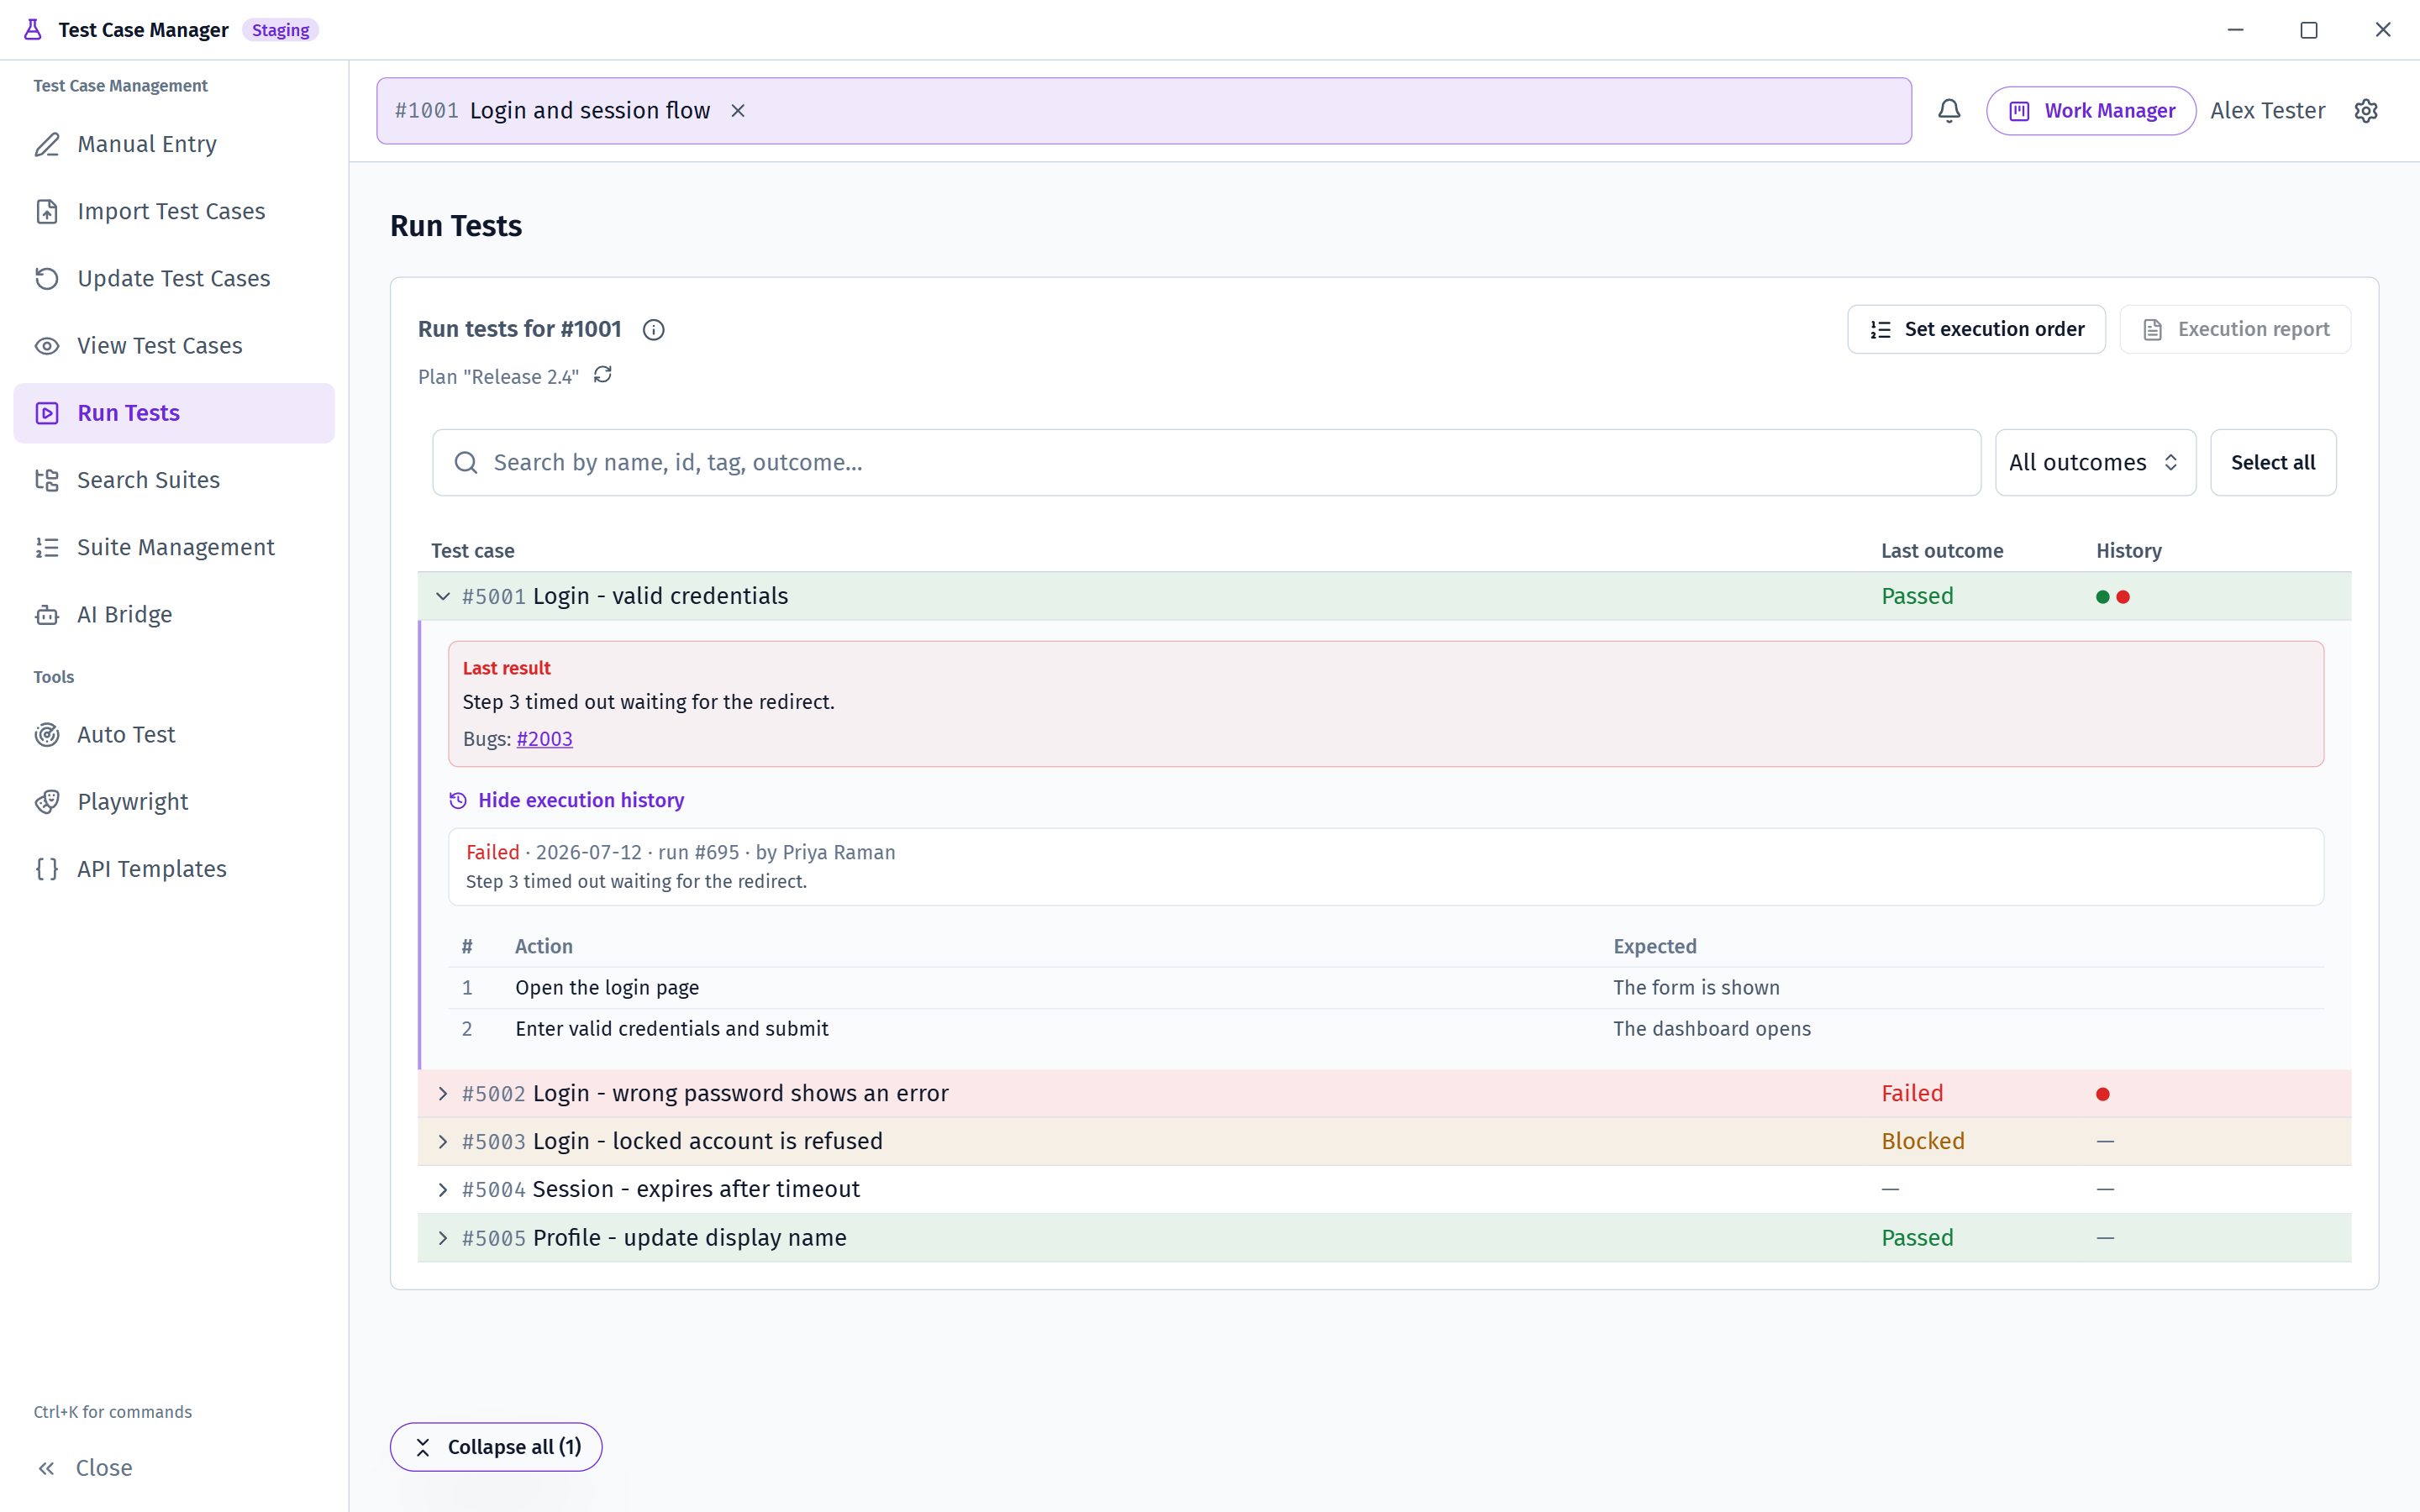 Test Case Manager Staging
Test Case Management
Manual Entry
Import Test Cases
Update Test Cases
View Test Cases
Run Tests
Search Suites
Suite Management
AI Bridge
Tools
Auto Test
Playwright
API Templates
Ctrl+K for commands
Close
#1001 Login and session flow
Work Manager
Alex Tester
Run Tests
Run tests for #1001
Set execution order
Execution report
Plan "Release 2.4"
Search by name, id, tag, outcome...
All outcomes
Select all
Test case Last outcome History
#5001 Login - valid credentials Passed
Last result
Step 3 timed out waiting for the redirect.
Bugs: #2003
Hide execution history
Failed · 2026-07-12 · run #695 · by Priya Raman
Step 3 timed out waiting for the redirect.
# Action Expected
1 Open the login page The form is shown
2 Enter valid credentials and submit The dashboard opens
#5002 Login - wrong password shows an error Failed
#5003 Login - locked account is refused Blocked —
#5004 Session - expires after timeout — —
#5005 Profile - update display name Passed —
Collapse all (1)